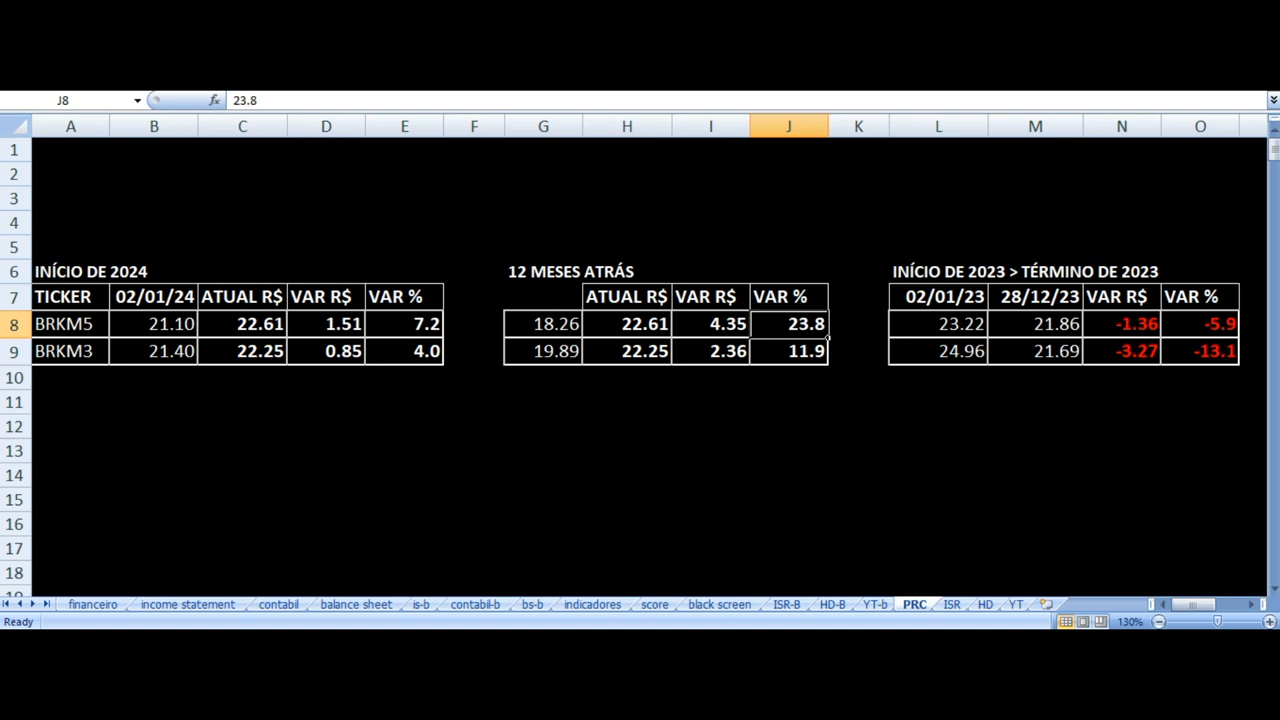 J8 fx 23.8
A B C D E F G H I J K L M N O
1
2
3
4
5
6 INÍCIO DE 2024 12 MESES ATRÁS INÍCIO DE 2023 > TÉRMINO DE 2023
7 TICKER 02/01/24 ATUAL R$ VAR R$ VAR % ATUAL R$ VAR R$ VAR % 02/01/23 28/12/23 VAR R$ VAR %
8 BRKM5 21.10 22.61 1.51 7.2 18.26 22.61 4.35 23.8 23.22 21.86 -1.36 -5.9
9 BRKM3 21.40 22.25 0.85 4.0 19.89 22.25 2.36 11.9 24.96 21.69 -3.27 -13.1
10
11
12
13
14
15
16
17
18
financeiro income statement contabil balance sheet is-b contabil-b bs-b indicadores score black screen ISR-B HD-B YT-b PRC ISR HD YT
Ready 130%